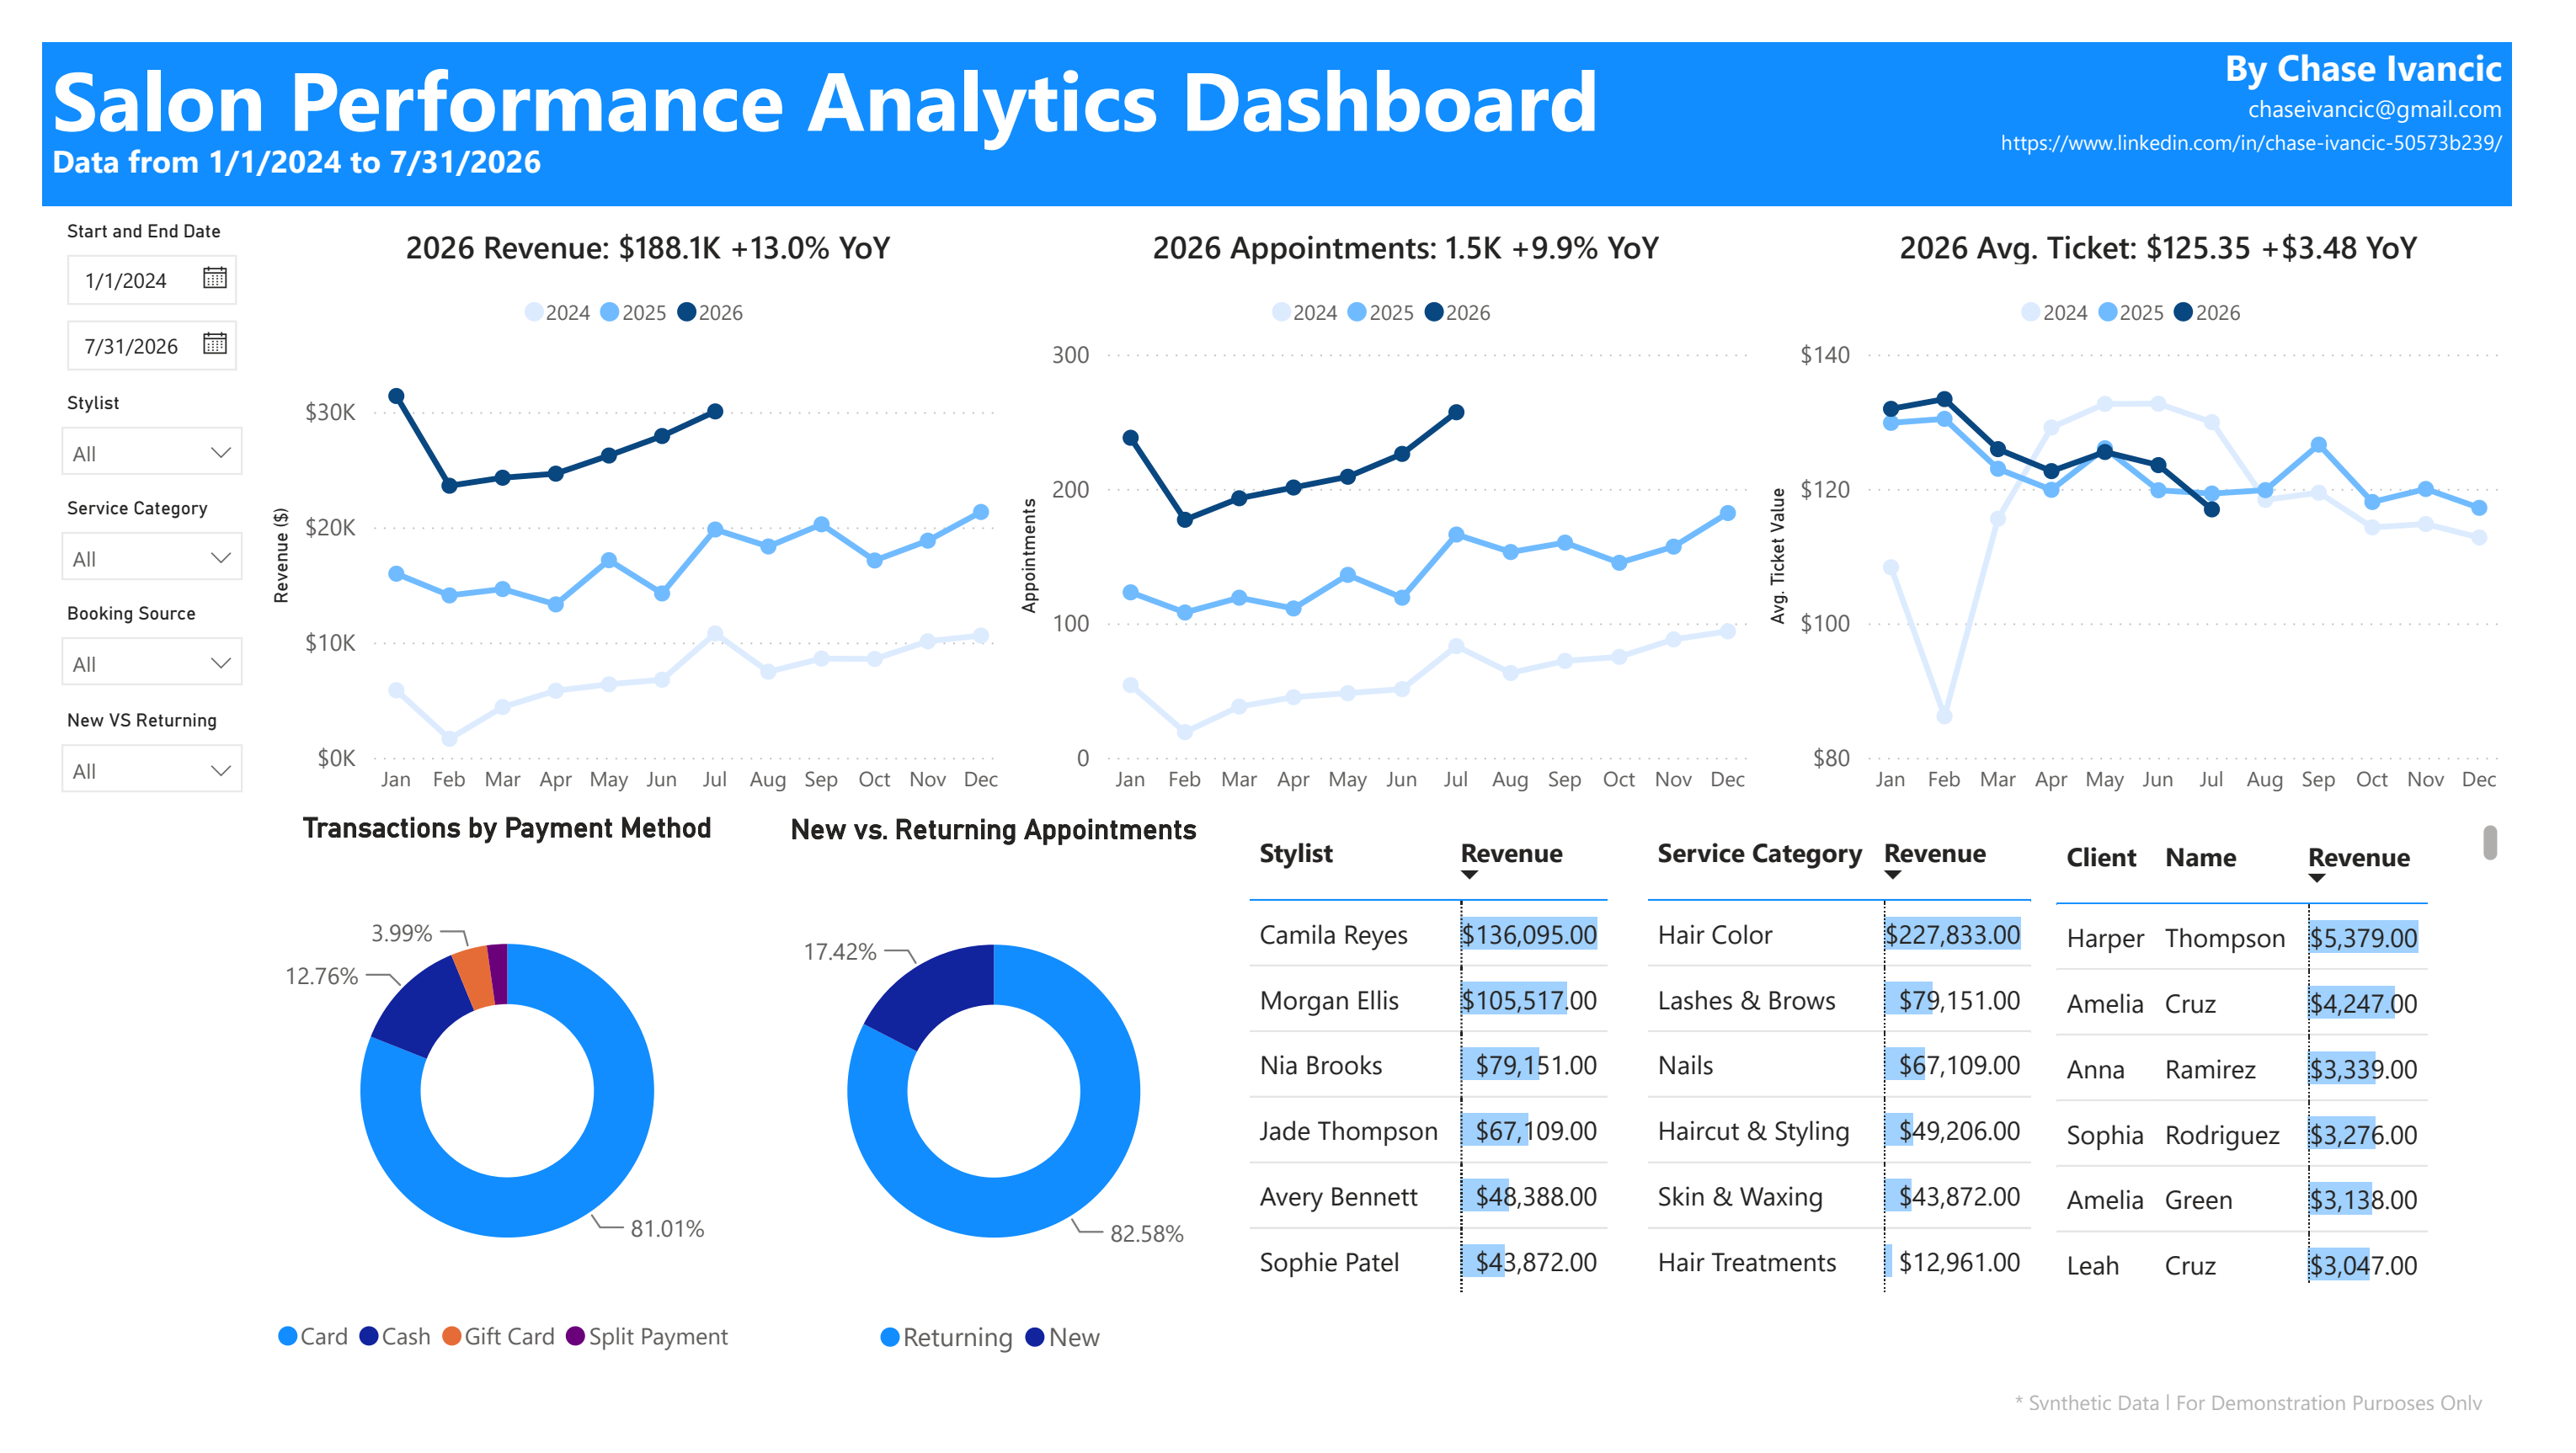 Salon Performance Analytics Dashboard
Data from 1/1/2024 to 7/31/2026
By Chase Ivancic
chaseivancic@gmail.com
https://www.linkedin.com/in/chase-ivancic-50573b239/
Start and End Date
1/1/2024
7/31/2026
Stylist
All
Service Category
All
Booking Source
All
New VS Returning
All
2026 Revenue: $188.1K +13.0% YoY
2024 2025 2026
Revenue ($)
$30K
$20K
$10K
$0K
Jan Feb Mar Apr May Jun Jul Aug Sep Oct Nov Dec
2026 Appointments: 1.5K +9.9% YoY
2024 2025 2026
Appointments
300
200
100
0
Jan Feb Mar Apr May Jun Jul Aug Sep Oct Nov Dec
2026 Avg. Ticket: $125.35 +$3.48 YoY
2024 2025 2026
Avg. Ticket Value
$140
$120
$100
$80
Jan Feb Mar Apr May Jun Jul Aug Sep Oct Nov Dec
Transactions by Payment Method
3.99%
12.76%
81.01%
Card Cash Gift Card Split Payment
New vs. Returning Appointments
17.42%
82.58%
Returning New
Stylist Revenue
Camila Reyes $136,095.00
Morgan Ellis $105,517.00
Nia Brooks $79,151.00
Jade Thompson $67,109.00
Avery Bennett $48,388.00
Sophie Patel $43,872.00
Service Category Revenue
Hair Color $227,833.00
Lashes & Brows $79,151.00
Nails $67,109.00
Haircut & Styling $49,206.00
Skin & Waxing $43,872.00
Hair Treatments $12,961.00
Client Name Revenue
Harper Thompson $5,379.00
Amelia Cruz $4,247.00
Anna Ramirez $3,339.00
Sophia Rodriguez $3,276.00
Amelia Green $3,138.00
Leah Cruz $3,047.00
* Synthetic Data | For Demonstration Purposes Only